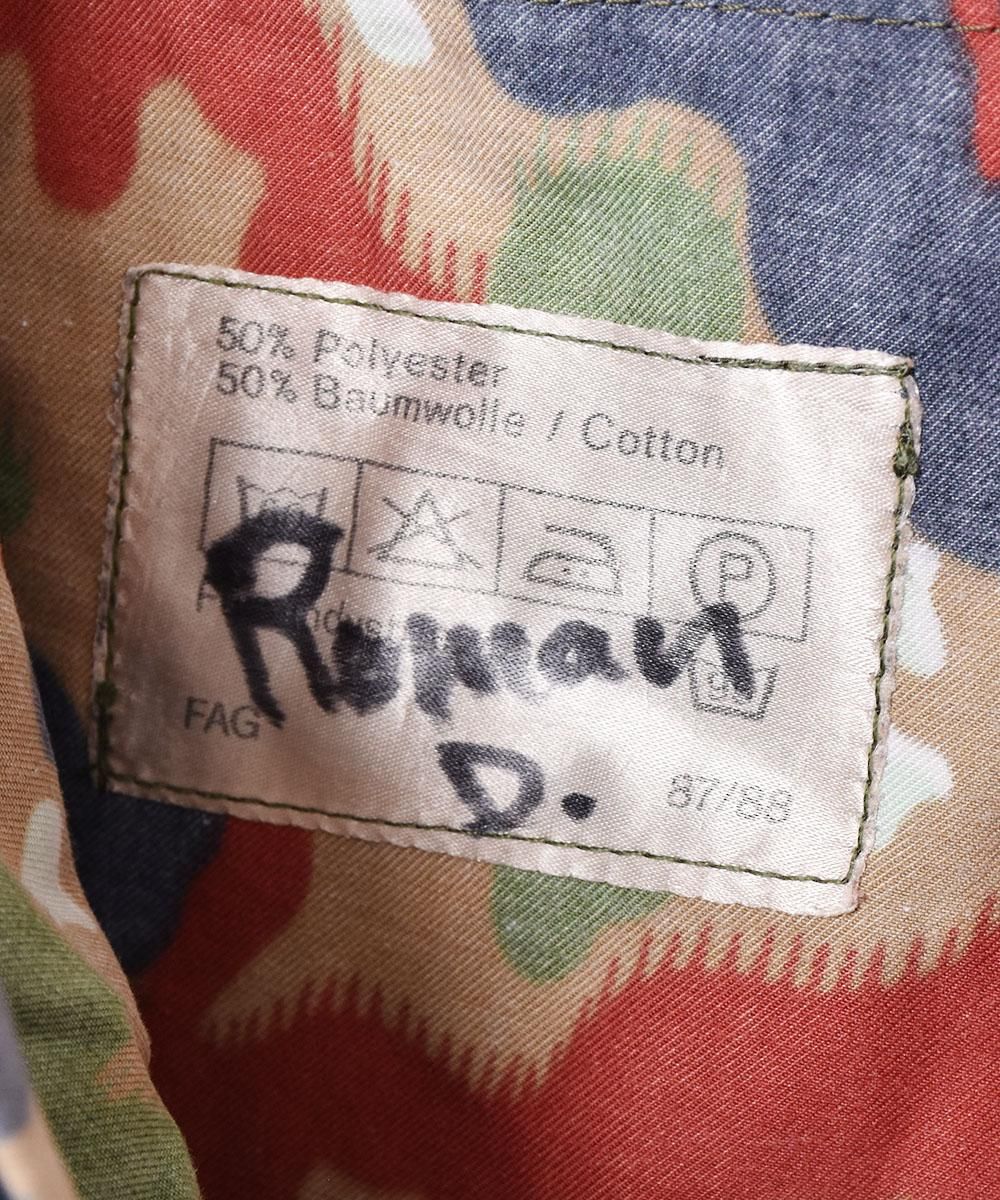 50% Polyester
50% Baumwolle / Cotton
P
Roman
FAG
D.
87/88